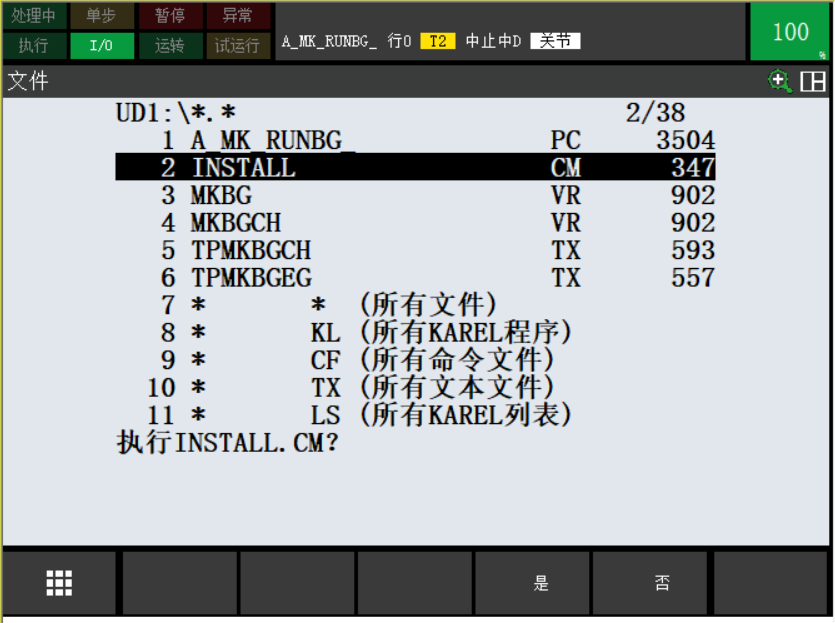 处理中 单步 暂停 异常
执行 I/O 运转 试运行
A_MK_RUNBG_ 行0 T2 中止中D 关节
100
%
文件
UD1:\*.* 2/38
1 A_MK_RUNBG_ PC 3504
2 INSTALL CM 347
3 MKBG VR 902
4 MKBGCH VR 902
5 TPMKBGCH TX 593
6 TPMKBGEG TX 557
7 * * (所有文件)
8 * KL (所有KAREL程序)
9 * CF (所有命令文件)
10 * TX (所有文本文件)
11 * LS (所有KAREL列表)
执行INSTALL.CM?
是 否